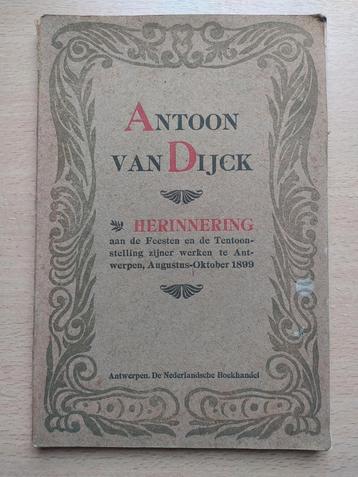 ANTOON
VAN DIJCK
HERINNERING
aan de Feesten en de Tentoon-
stelling zijner werken te Ant-
werpen, Augustus-Oktober 1899
Antwerpen. De Nederlandsche Boekhandel